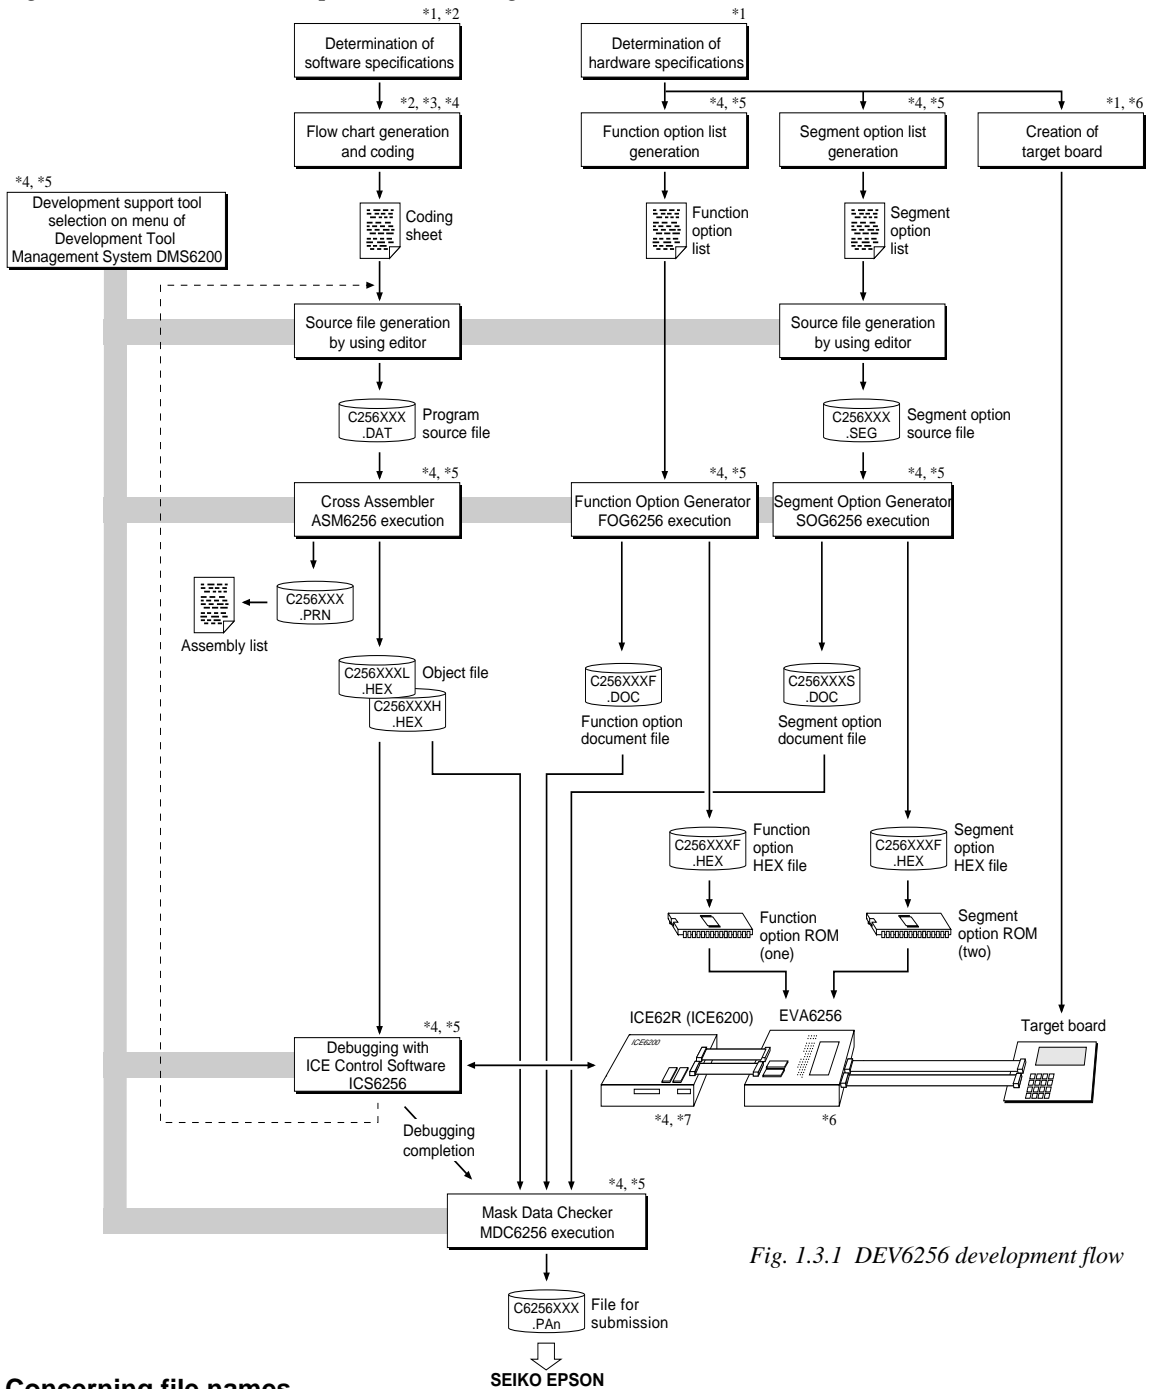 *1, *2
Determination of
software specifications
*1
Determination of
hardware specifications
*2, *3, *4
Flow chart generation
and coding
*4, *5
Function option list
generation
*4, *5
Segment option list
generation
*1, *6
Creation of
target board
*4, *5
Development support tool
selection on menu of
Development Tool
Management System DMS6200
Coding
sheet
Function
option
list
Segment
option
list
Source file generation
by using editor
Source file generation
by using editor
C256XXX
.DAT
Program
source file
C256XXX
.SEG
Segment option
source file
*4, *5
Cross Assembler
ASM6256 execution
*4, *5
Function Option Generator
FOG6256 execution
*4, *5
Segment Option Generator
SOG6256 execution
C256XXX
.PRN
Assembly list
C256XXXL
.HEX
Object file
C256XXXH
.HEX
C256XXXF
.DOC
Function option
document file
C256XXXS
.DOC
Segment option
document file
C256XXXF
.HEX
Function
option
HEX file
C256XXXF
.HEX
Segment
option
HEX file
Function
option ROM
(one)
Segment
option ROM
(two)
*4, *5
Debugging with
ICE Control Software
ICS6256
ICE62R (ICE6200)
ICE6200
*4, *7
EVA6256
*6
Target board
Debugging
completion
*4, *5
Mask Data Checker
MDC6256 execution
Fig. 1.3.1 DEV6256 development flow
C6256XXX
.PAn
File for
submission
SEIKO EPSON
Concerning file names